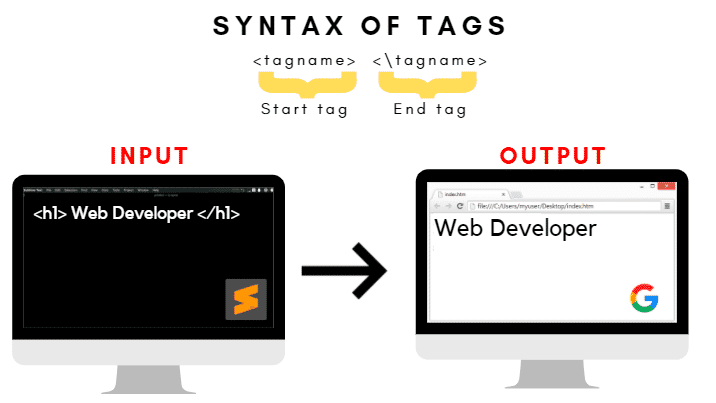 SYNTAX OF TAGS
<tagname> <\tagname>
Start tag End tag
INPUT OUTPUT
<h1> Web Developer </h1>
index.htm
file:///C:/Users/myuser/Desktop/index.htm
Web Developer